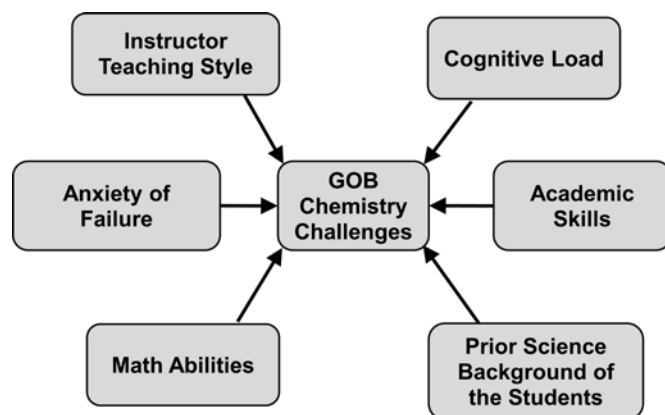 Instructor
Teaching Style
Cognitive Load
Anxiety of
Failure
GOB
Chemistry
Challenges
Academic
Skills
Math Abilities
Prior Science
Background of
the Students